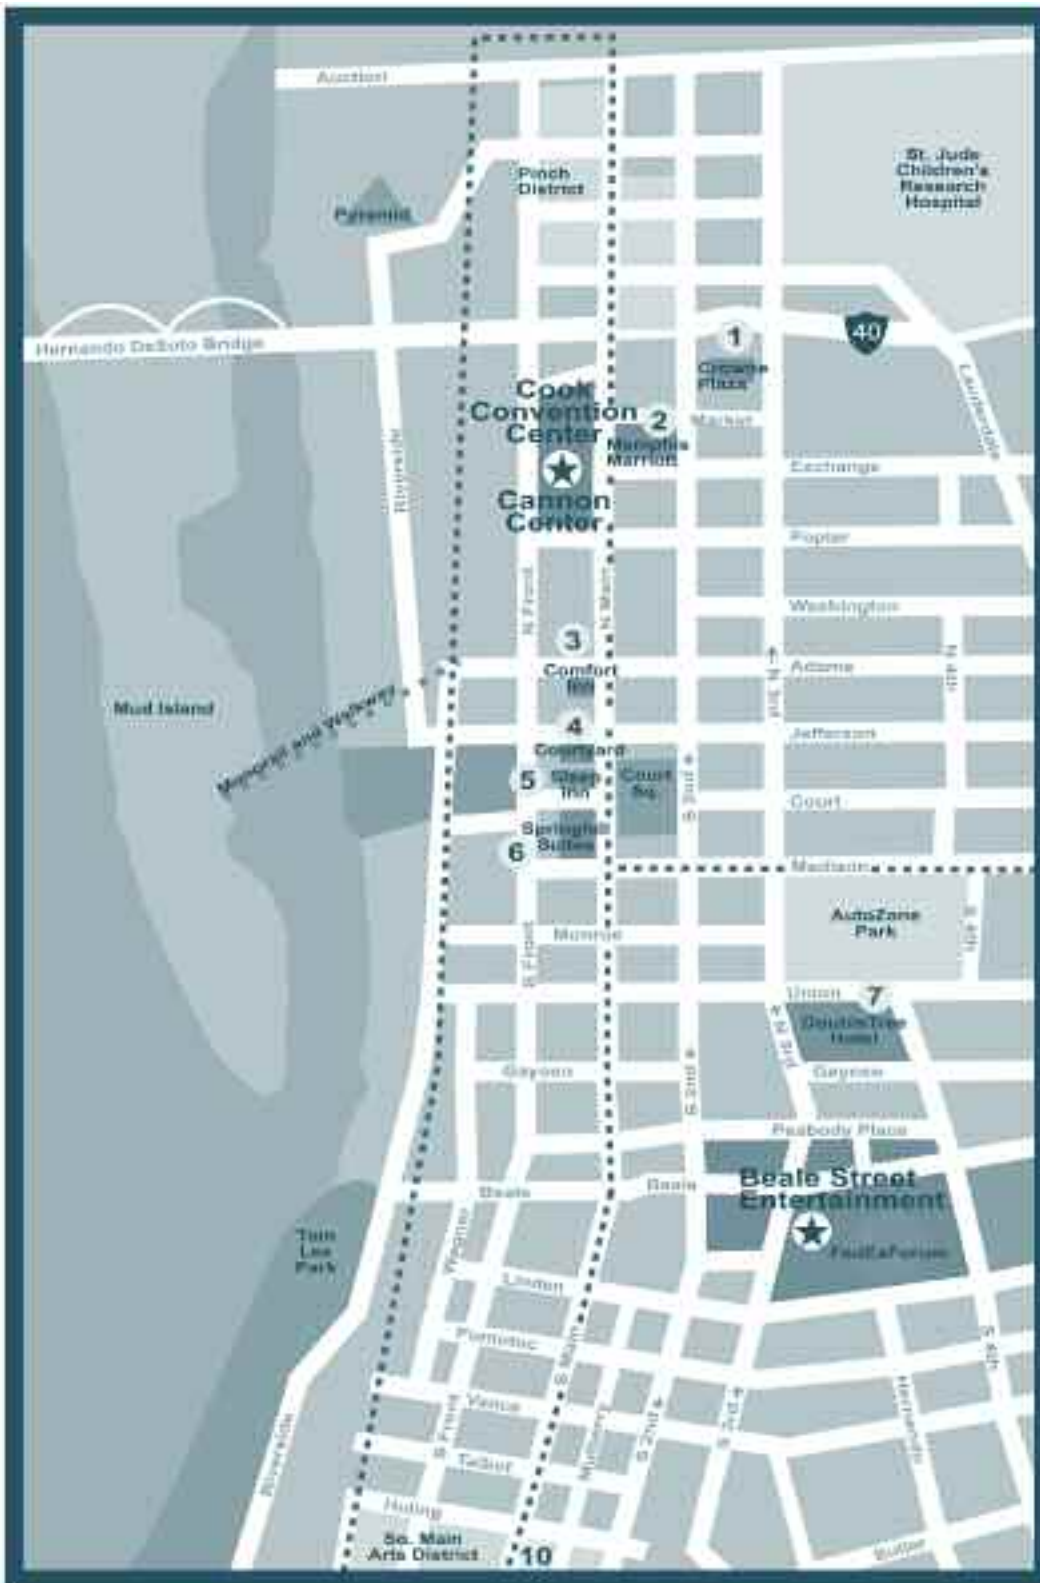 Auction
Pinch
District
St. Jude
Children's
Research
Hospital
Pyramid
Hernando DeSoto Bridge
1
40
Crowne
Plaza
Lauderdale
Cook
Convention
Center
2
Market
Memphis
Marriott
Riverside
Exchange
Cannon
Center
Poplar
N Front
N Main
Washington
3
Comfort
Inn
Adams
N 3rd
N 4th
Mud Island
Monorail and Walkway
4
Courtyard
Jefferson
5
Sleep
Inn
Court
Sq.
Court
Springhill
Suites
6
Madison
AutoZone
Park
S 4th
Monroe
S Front
Union
7
DoubleTree
Hotel
N 3rd
Gayoso
Gayoso
S 2nd
Peabody Place
Beale
Beale
Beale Street
Entertainment
FedExForum
Tom
Lee
Park
Wagner
Linden
Pontotoc
S Main
S 4th
Vance
S Front
Mulberry
S 2nd
S 3rd
Hernando
Talbot
Riverside
Huling
So. Main
Arts District
10
Butler